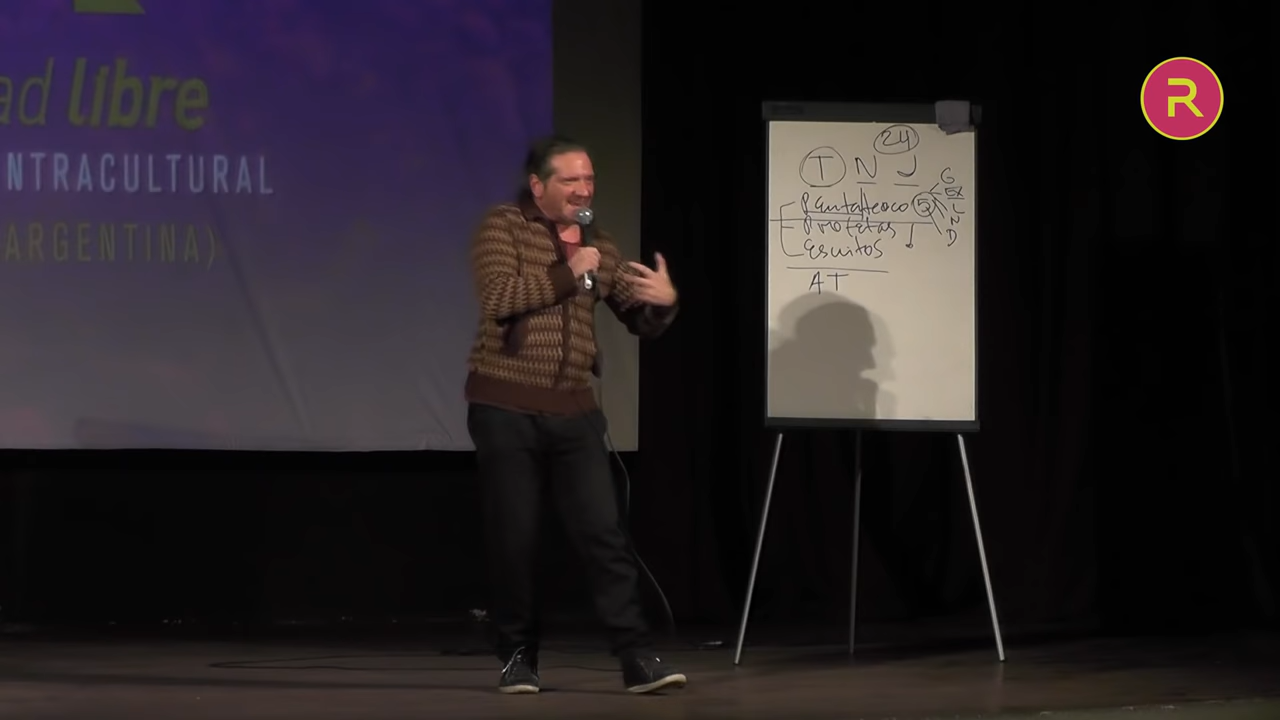 ad libre
NTRACULTURAL
ARGENTINA)
R
24
T N J
Pentateuco 5
Profetas
Escritos
AT
G
EX
L
N
D